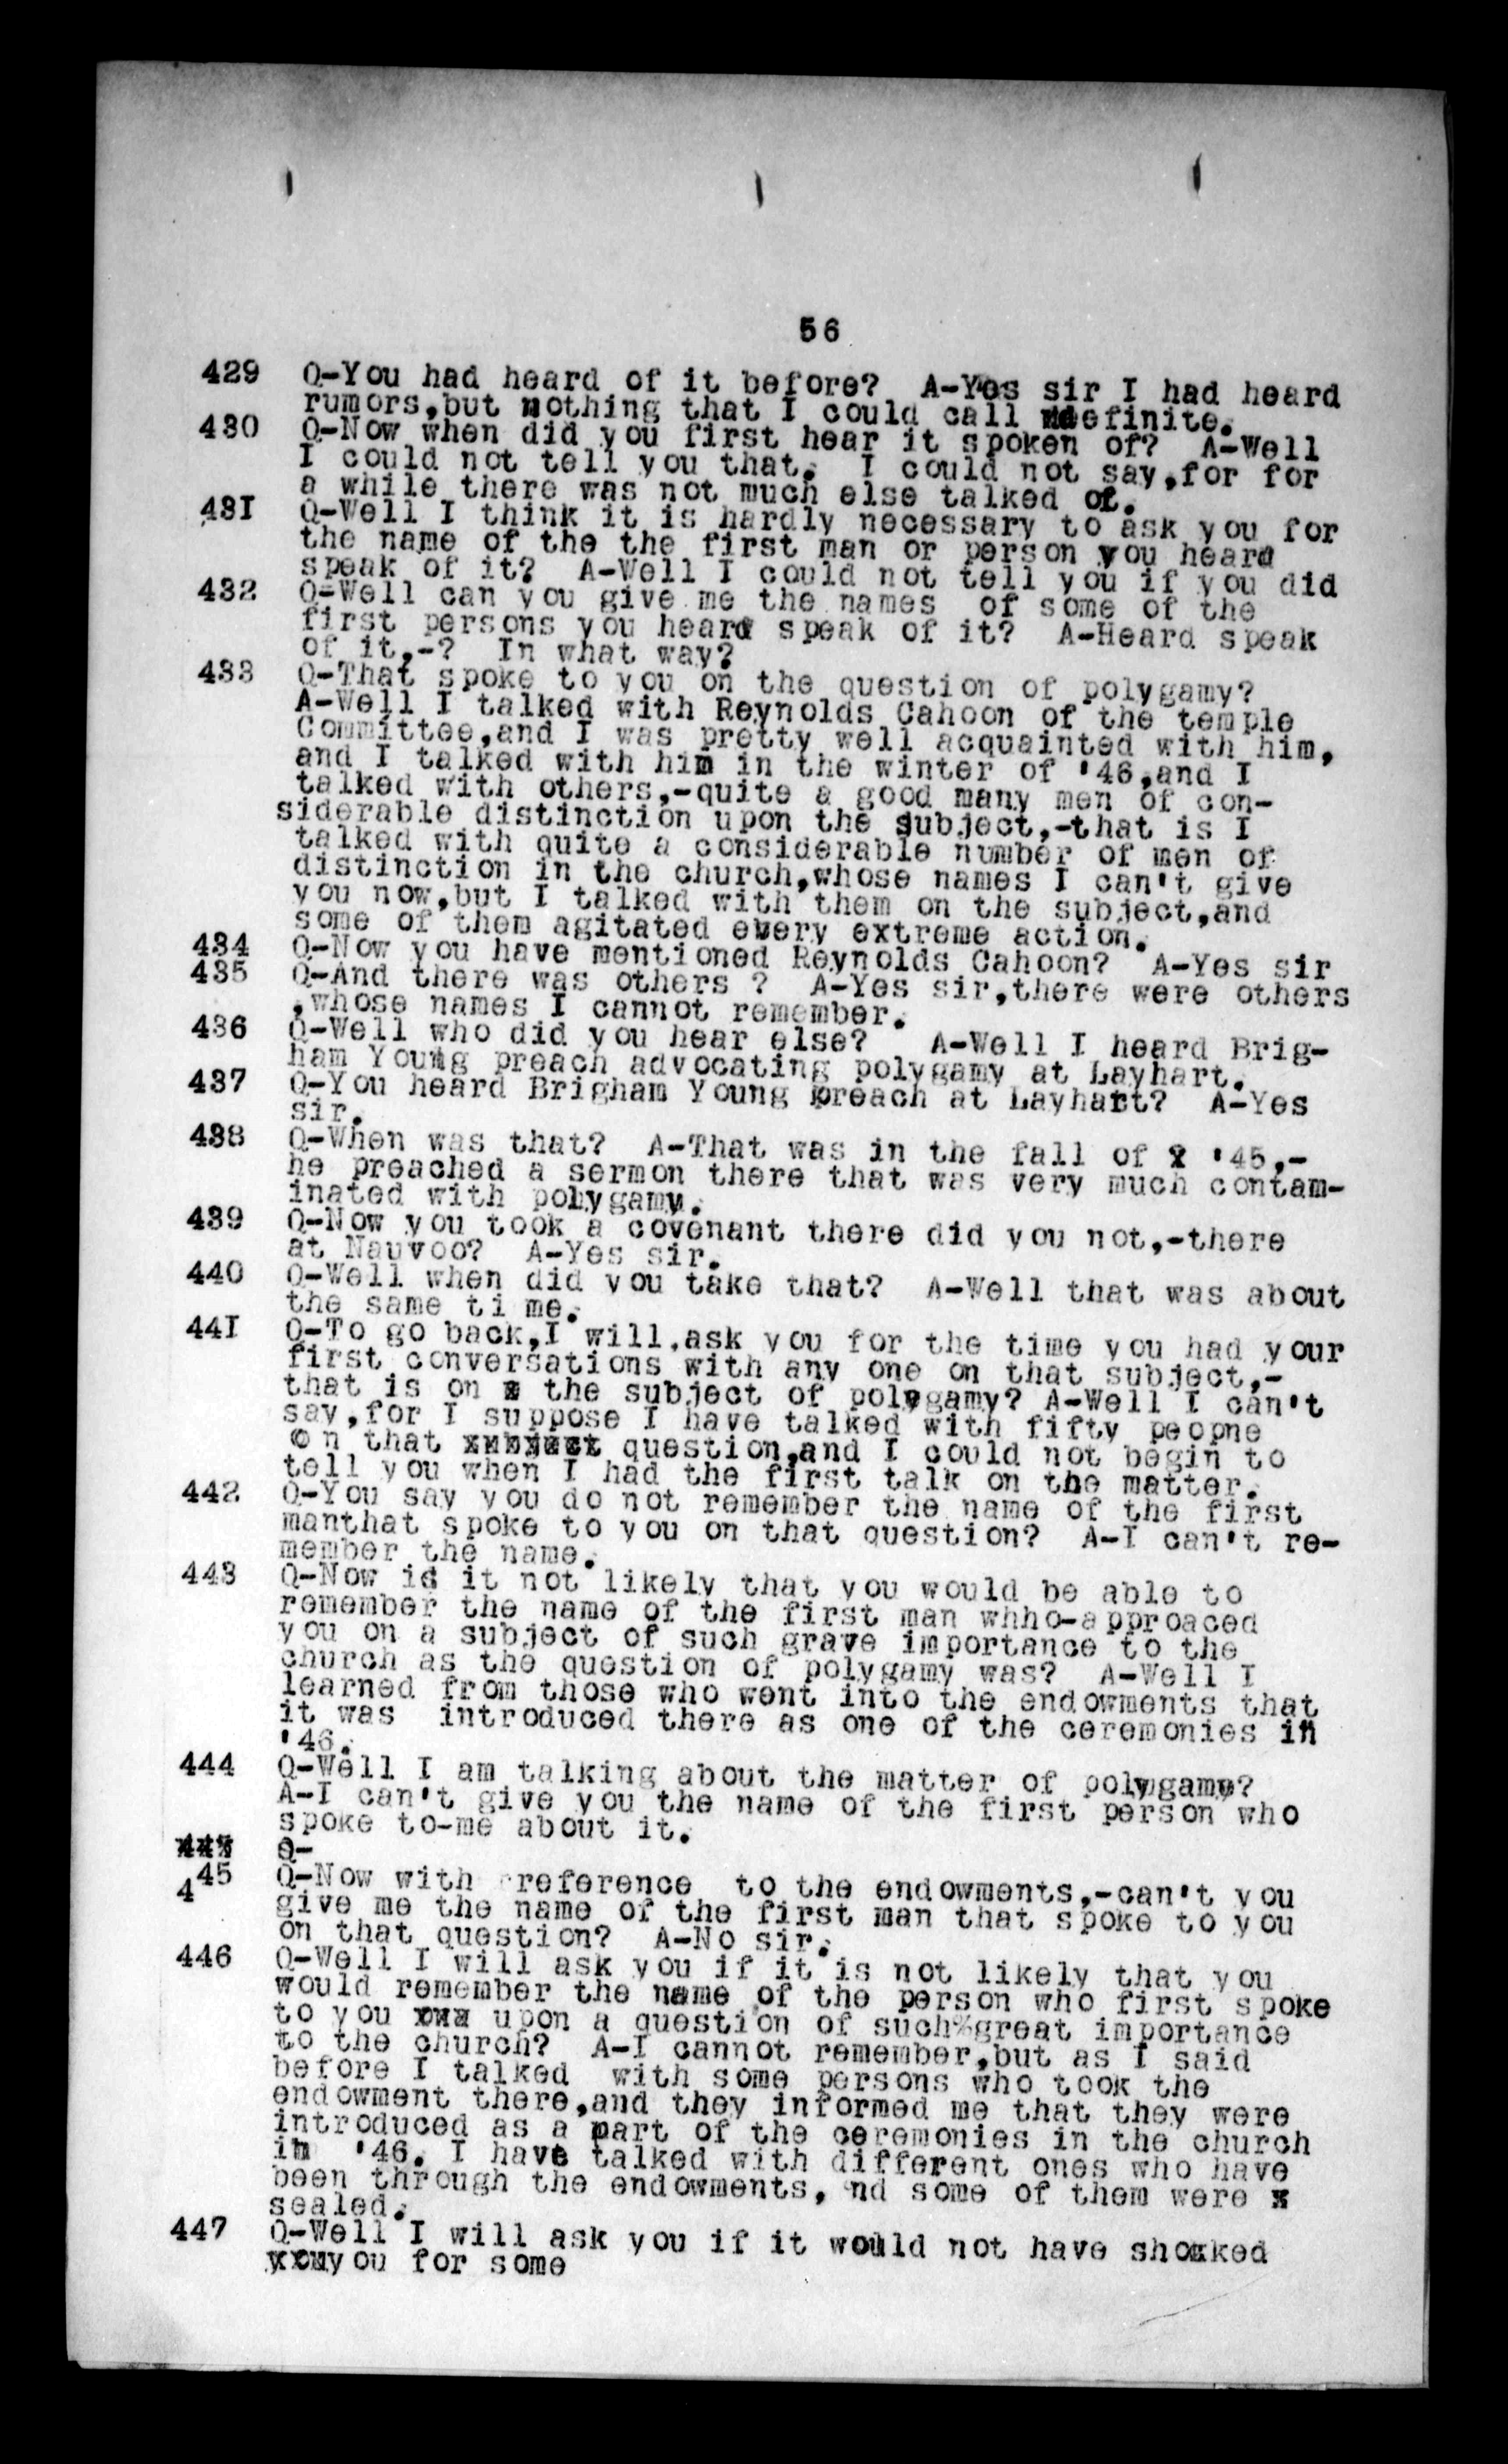 56
429 Q-You had heard of it before? A-Yes sir I had heard
rumors,but nothing that I could call definite.
430 Q-Now when did you first hear it spoken of? A-Well
I could not tell you that. I could not say,for for
a while there was not much else talked of.
431 Q-Well I think it is hardly necessary to ask you for
the name of the the first man or person you heard
speak of it? A-Well I could not tell you if you did
432 Q-Well can you give me the names of some of the
first persons you heard speak of it? A-Heard speak
of it,-? In what way?
433 Q-That spoke to you on the question of polygamy?
A-Well I talked with Reynolds Cahoon of the temple
Committee,and I was pretty well acquainted with him,
and I talked with him in the winter of '46,and I
talked with others,-quite a good many men of con-
siderable distinction upon the subject,-that is I
talked with quite a considerable number of men of
distinction in the church,whose names I can't give
you now,but I talked with them on the subject,and
some of them agitated every extreme action.
434 Q-Now you have mentioned Reynolds Cahoon? A-Yes sir
435 Q-And there was others ? A-Yes sir,there were others
,whose names I cannot remember.
436 Q-Well who did you hear else? A-Well I heard Brig-
ham Young preach advocating polygamy at Layhart.
437 Q-You heard Brigham Young preach at Layhart? A-Yes
sir.
438 Q-When was that? A-That was in the fall of '45,-
he preached a sermon there that was very much contam-
inated with polygamy.
439 Q-Now you took a covenant there did you not,-there
at Nauvoo? A-Yes sir.
440 Q-Well when did you take that? A-Well that was about
the same ti me.
441 Q-To go back,I will.ask you for the time you had your
first conversations with any one on that subject,-
that is on x the subject of polygamy? A-Well I can't
say,for I suppose I have talked with fifty peopne
on that xubject question,and I could not begin to
tell you when I had the first talk on the matter.
442 Q-You say you do not remember the name of the first
manthat spoke to you on that question? A-I can't re-
member the name.
443 Q-Now is it not likely that you would be able to
remember the name of the first man whho-approaced
you on a subject of such grave importance to the
church as the question of polygamy was? A-Well I
learned from those who went into the endowments that
it was introduced there as one of the ceremonies in
'46.
444 Q-Well I am talking about the matter of polygamy?
A-I can't give you the name of the first person who
spoke to-me about it.
Q-
445 Q-Now with reference to the endowments,-can't you
give me the name of the first man that spoke to you
on that question? A-No sir.
446 Q-Well I will ask you if it is not likely that you
would remember the name of the person who first spoke
to you upon a question of such%great importance
to the church? A-I cannot remember,but as I said
before I talked with some persons who took the
endowment there,and they informed me that they were
introduced as a part of the ceremonies in the church
in '46. I have talked with different ones who have
been through the endowments, nd some of them were x
sealed.
447 Q-Well I will ask you if it would not have shocked
xxxyou for some